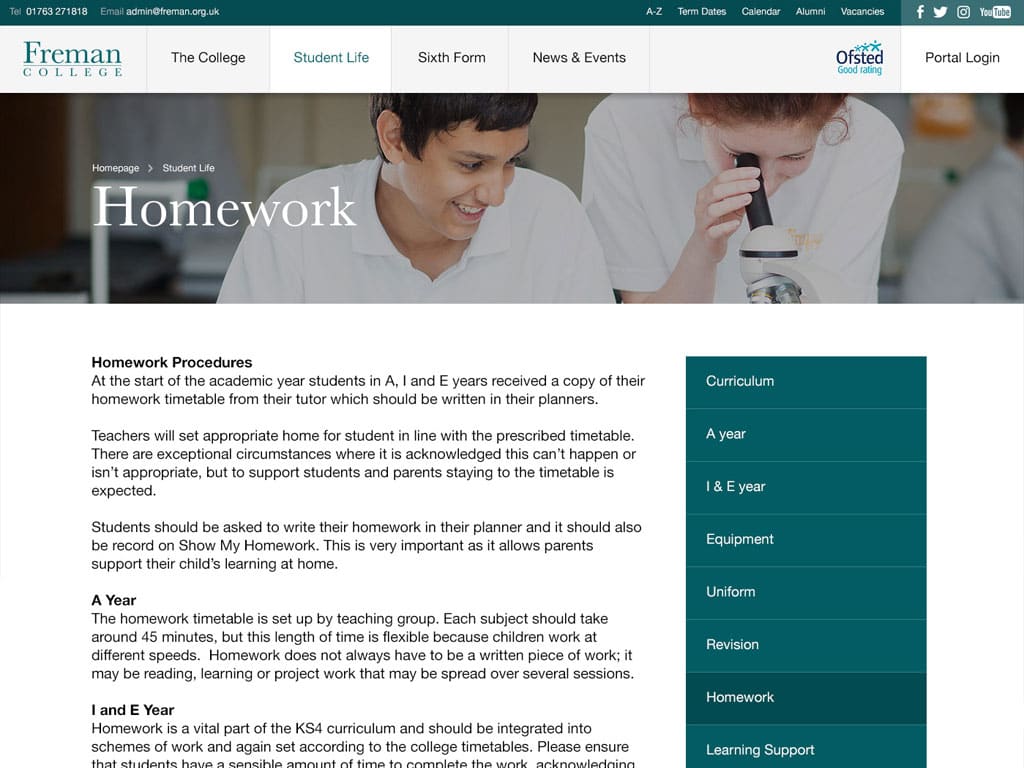 Tel 01763 271818 Email admin@freman.org.uk
A-Z Term Dates Calendar Alumni Vacancies
YouTube
Freman
COLLEGE
The College
Student Life
Sixth Form
News & Events
Ofsted
Good rating
Portal Login
Homepage > Student Life
Homework
Homework Procedures
At the start of the academic year students in A, I and E years received a copy of their
homework timetable from their tutor which should be written in their planners.
Teachers will set appropriate home for student in line with the prescribed timetable.
There are exceptional circumstances where it is acknowledged this can't happen or
isn't appropriate, but to support students and parents staying to the timetable is
expected.
Students should be asked to write their homework in their planner and it should also
be record on Show My Homework. This is very important as it allows parents
support their child's learning at home.
A Year
The homework timetable is set up by teaching group. Each subject should take
around 45 minutes, but this length of time is flexible because children work at
different speeds.  Homework does not always have to be a written piece of work; it
may be reading, learning or project work that may be spread over several sessions.
I and E Year
Homework is a vital part of the KS4 curriculum and should be integrated into
schemes of work and again set according to the college timetables. Please ensure
that students have a sensible amount of time to complete the work, acknowledging
Curriculum
A year
I & E year
Equipment
Uniform
Revision
Homework
Learning Support